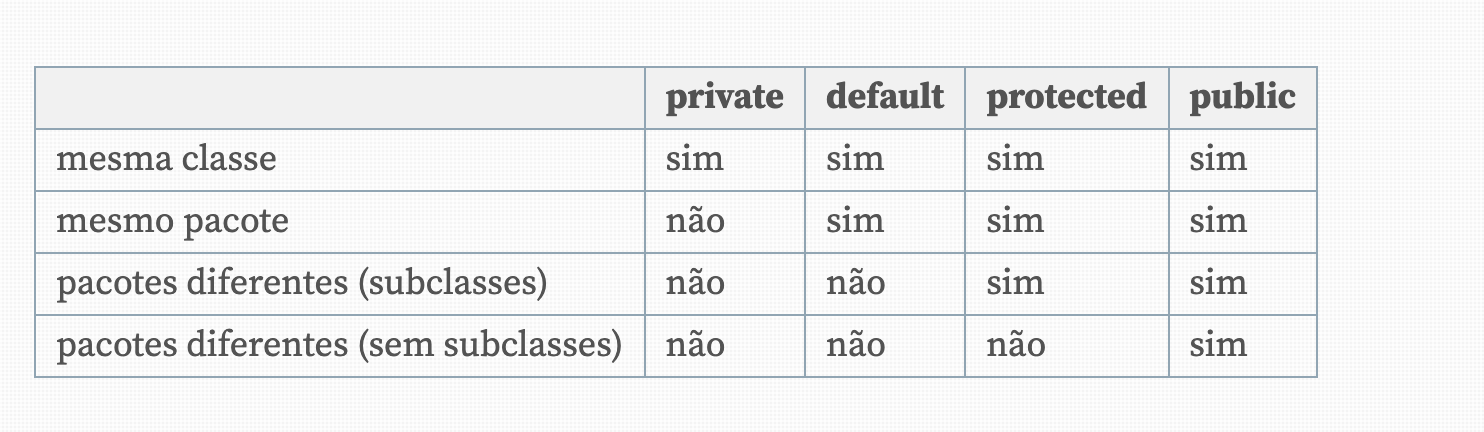 private default protected public
mesma classe sim sim sim sim
mesmo pacote não sim sim sim
pacotes diferentes (subclasses) não não sim sim
pacotes diferentes (sem subclasses) não não não sim